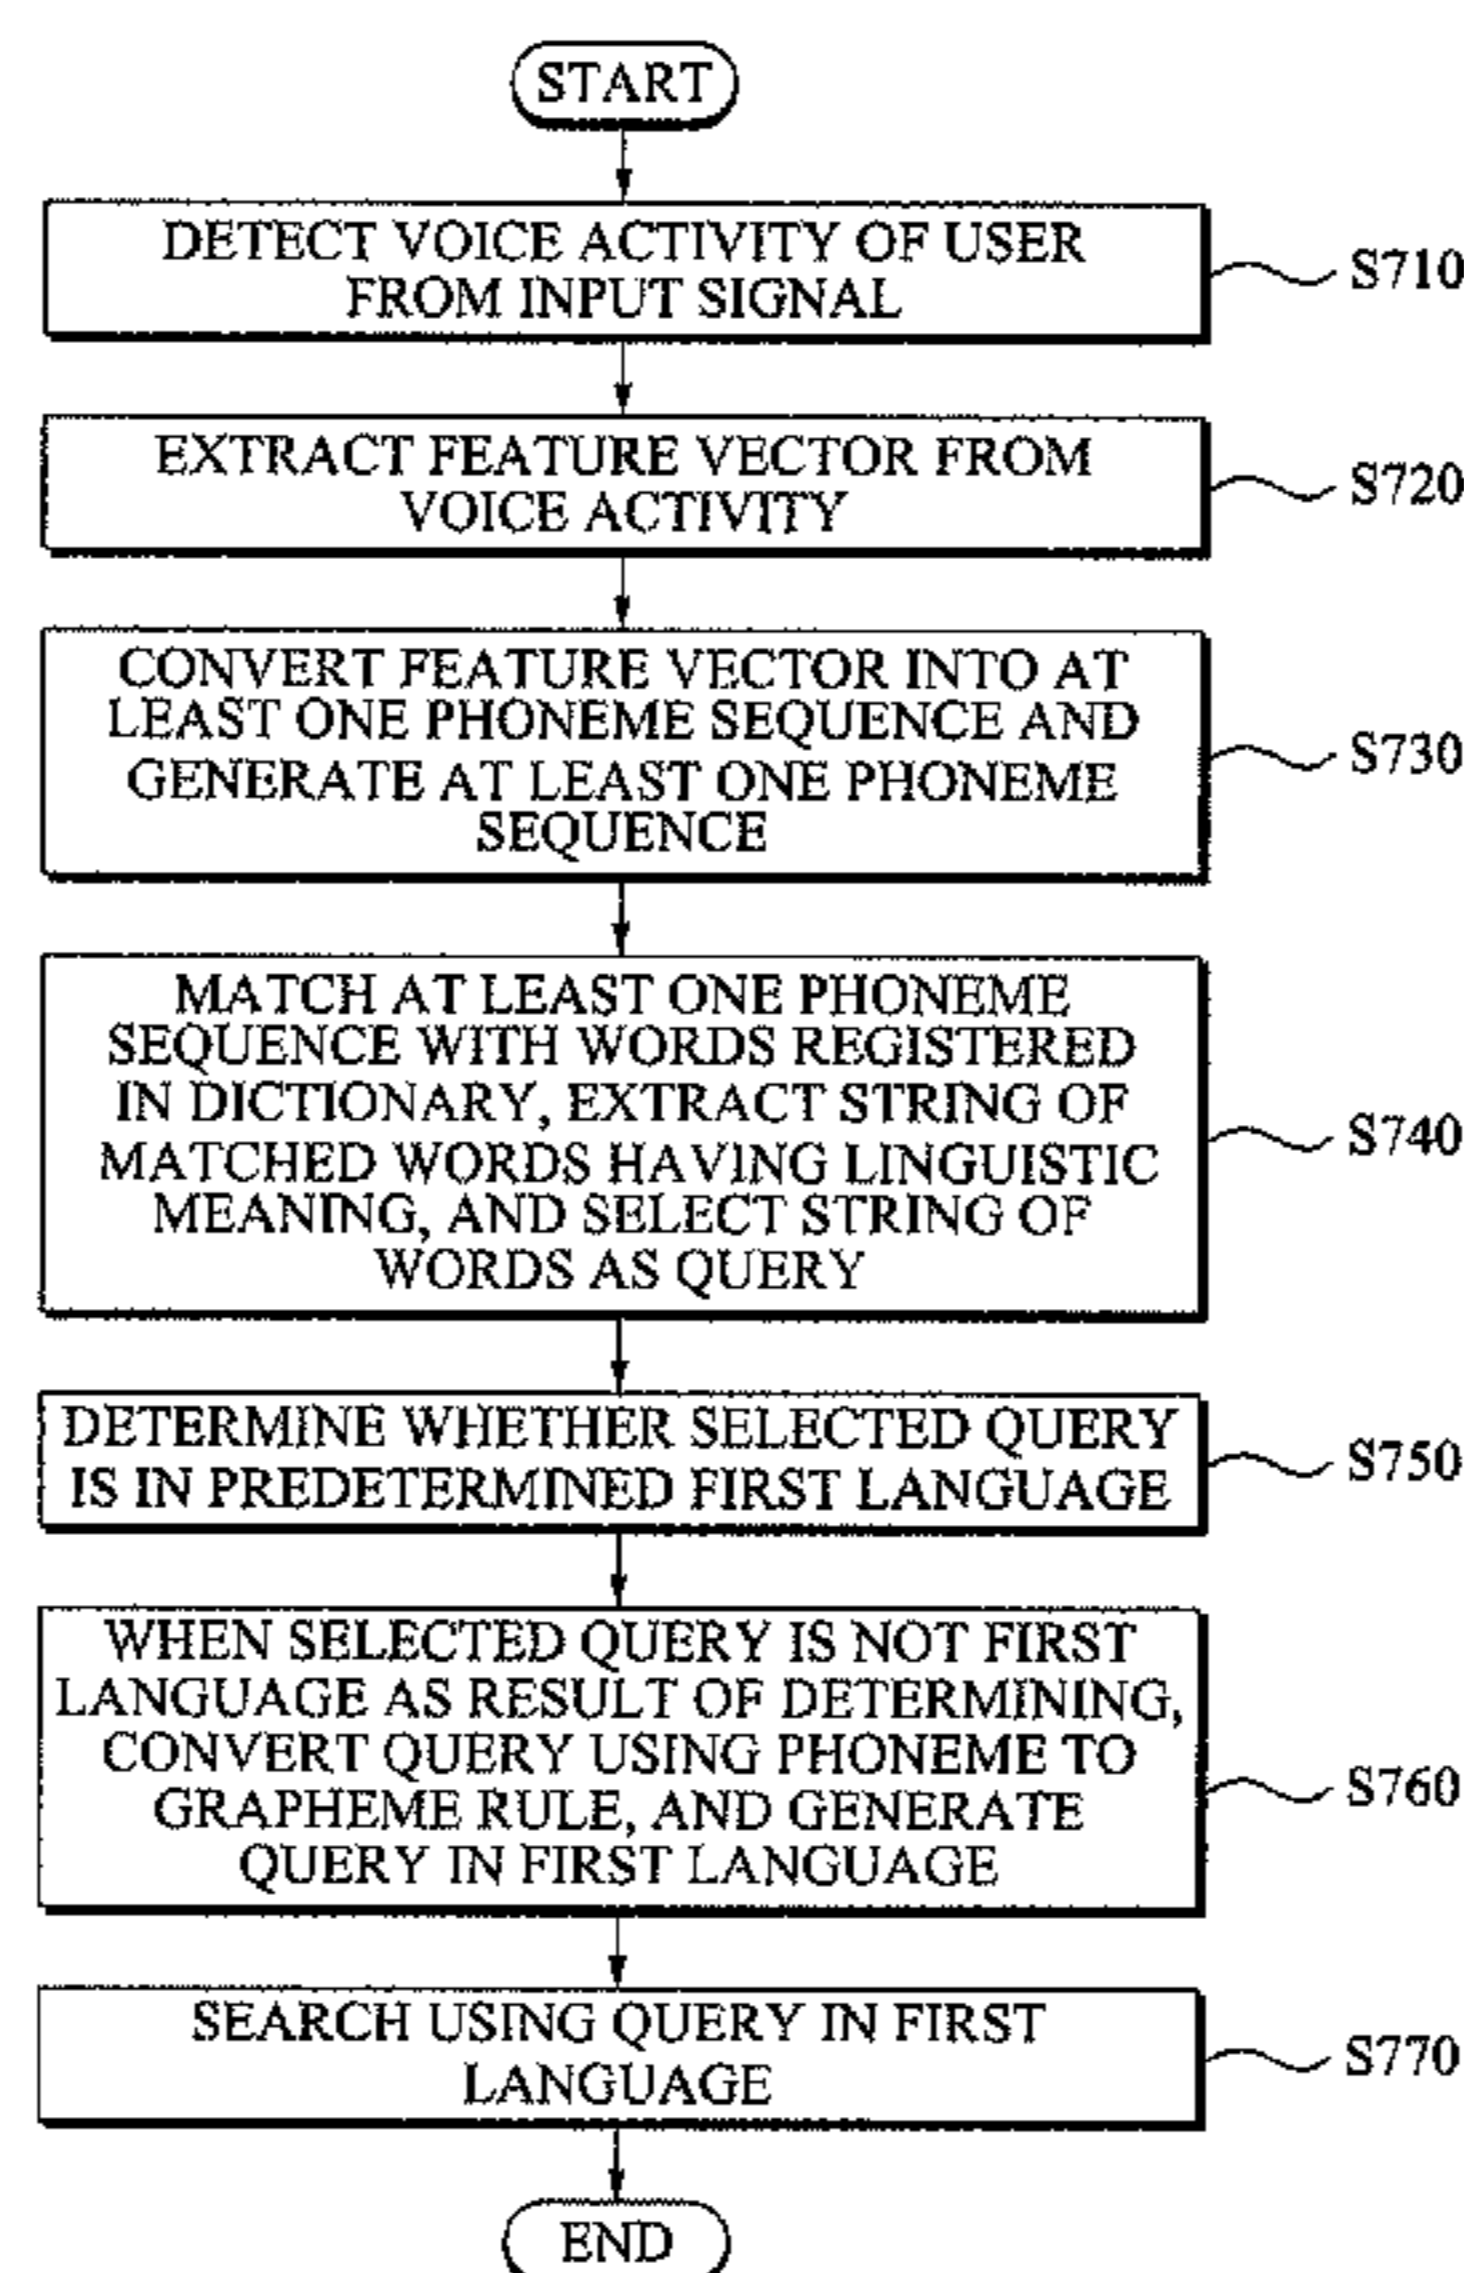 START
DETECT VOICE ACTIVITY OF USER
FROM INPUT SIGNAL
S710
EXTRACT FEATURE VECTOR FROM
VOICE ACTIVITY
S720
CONVERT FEATURE VECTOR INTO AT
LEAST ONE PHONEME SEQUENCE AND
GENERATE AT LEAST ONE PHONEME
SEQUENCE
S730
MATCH AT LEAST ONE PHONEME
SEQUENCE WITH WORDS REGISTERED
IN DICTIONARY, EXTRACT STRING OF
MATCHED WORDS HAVING LINGUISTIC
MEANING, AND SELECT STRING OF
WORDS AS QUERY
S740
DETERMINE WHETHER SELECTED QUERY
IS IN PREDETERMINED FIRST LANGUAGE
S750
WHEN SELECTED QUERY IS NOT FIRST
LANGUAGE AS RESULT OF DETERMINING,
CONVERT QUERY USING PHONEME TO
GRAPHEME RULE, AND GENERATE
QUERY IN FIRST LANGUAGE
S760
SEARCH USING QUERY IN FIRST
LANGUAGE
S770
END